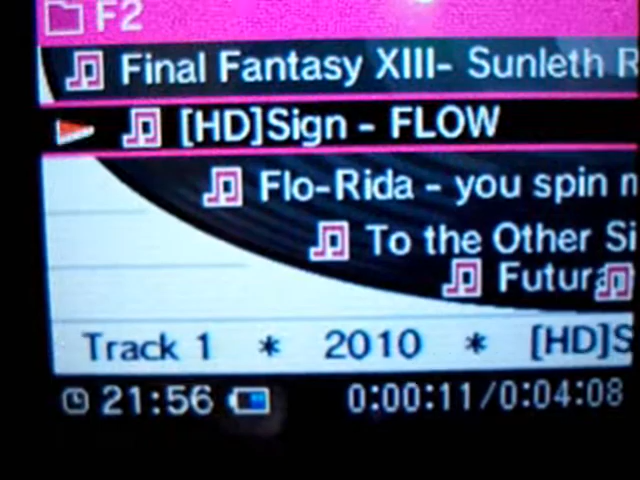 F2
Final Fantasy XIII- Sunleth R
[HD]Sign - FLOW
Flo-Rida - you spin
To the Other Si
Futur
Track 1 * 2010 * [HD]S
21:56 0:00:11/0:04:08